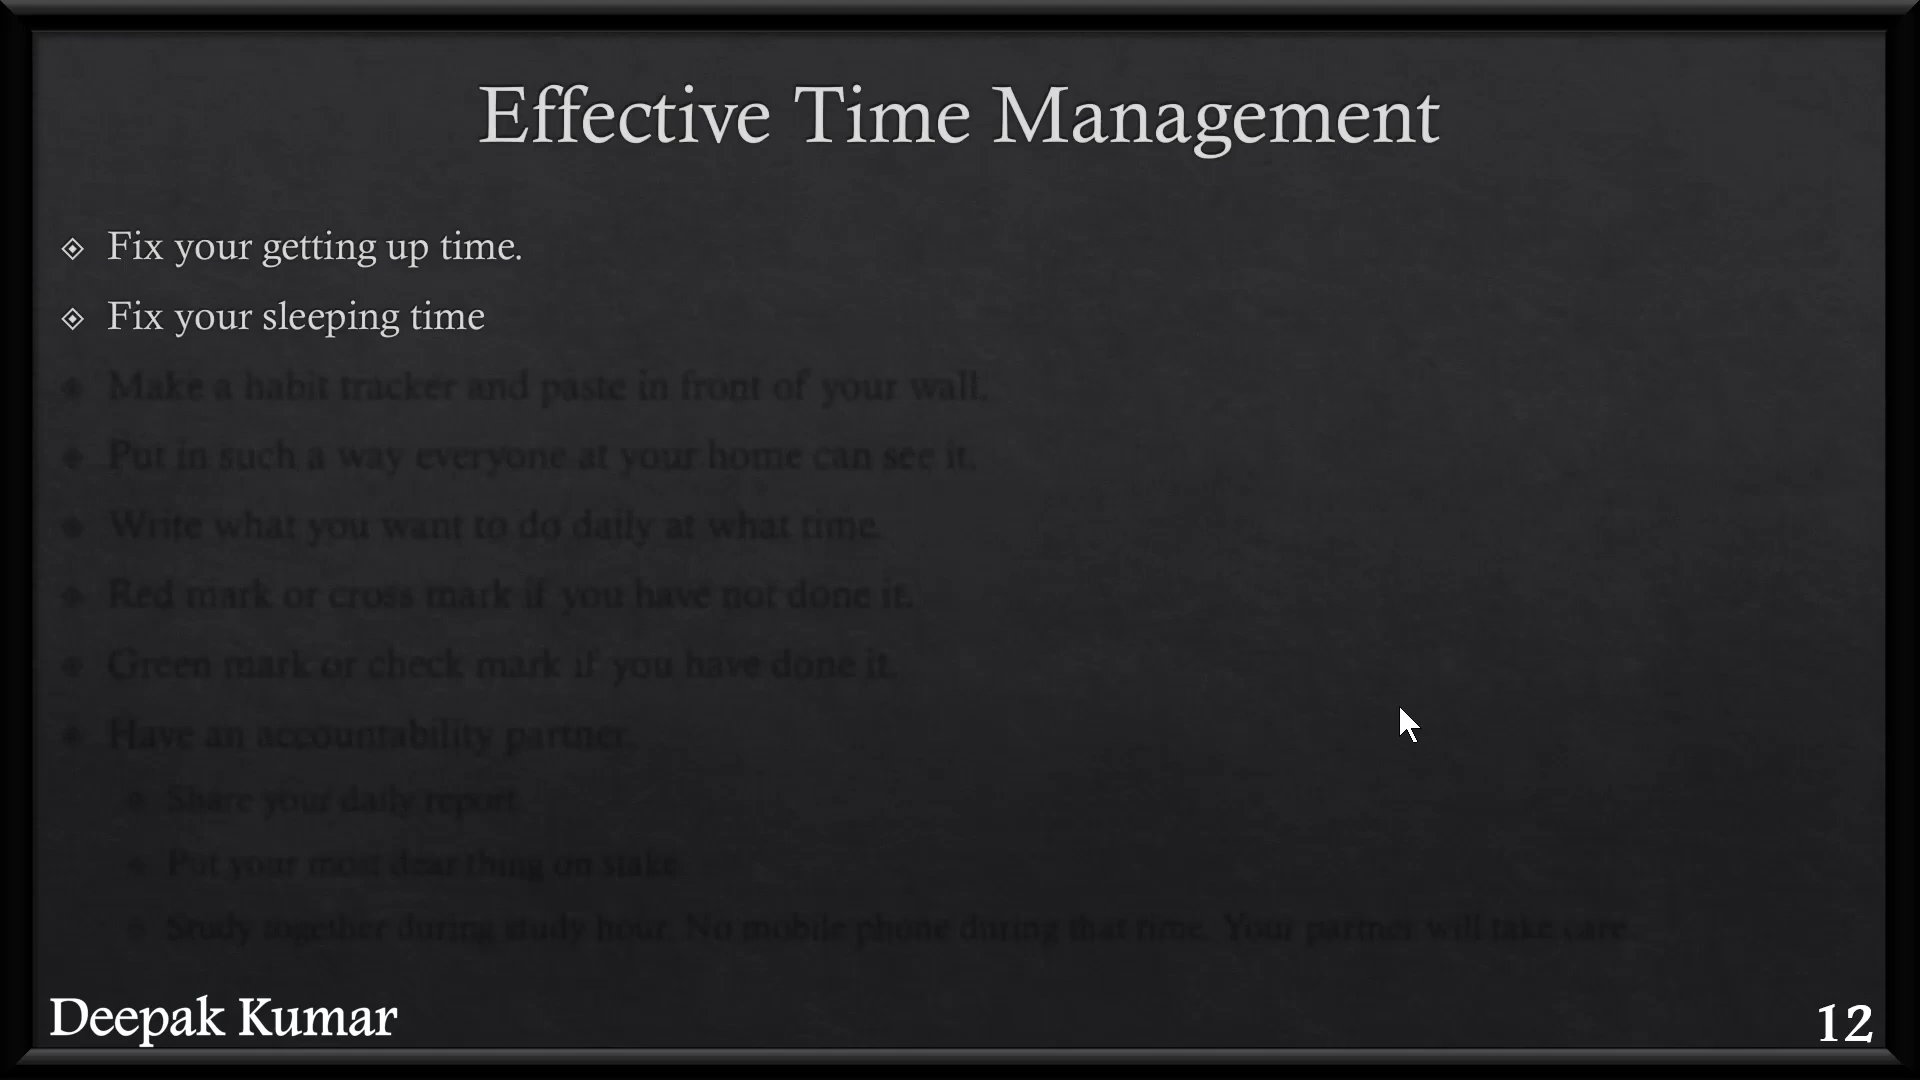 Effective Time Management
Fix your getting up time.
Fix your sleeping time
Make a habit tracker and paste in front of your wall.
Put in such a way everyone at your home can see it.
Write what you want to do daily at what time.
Red mark or cross mark if you have not done it.
Green mark or check mark if you have done it.
Have an accountability partner.
Share your daily report.
Put your most dear thing on stake.
Study together during study hour. No mobile phone during that time. Your partner will take care.
Deepak Kumar
12